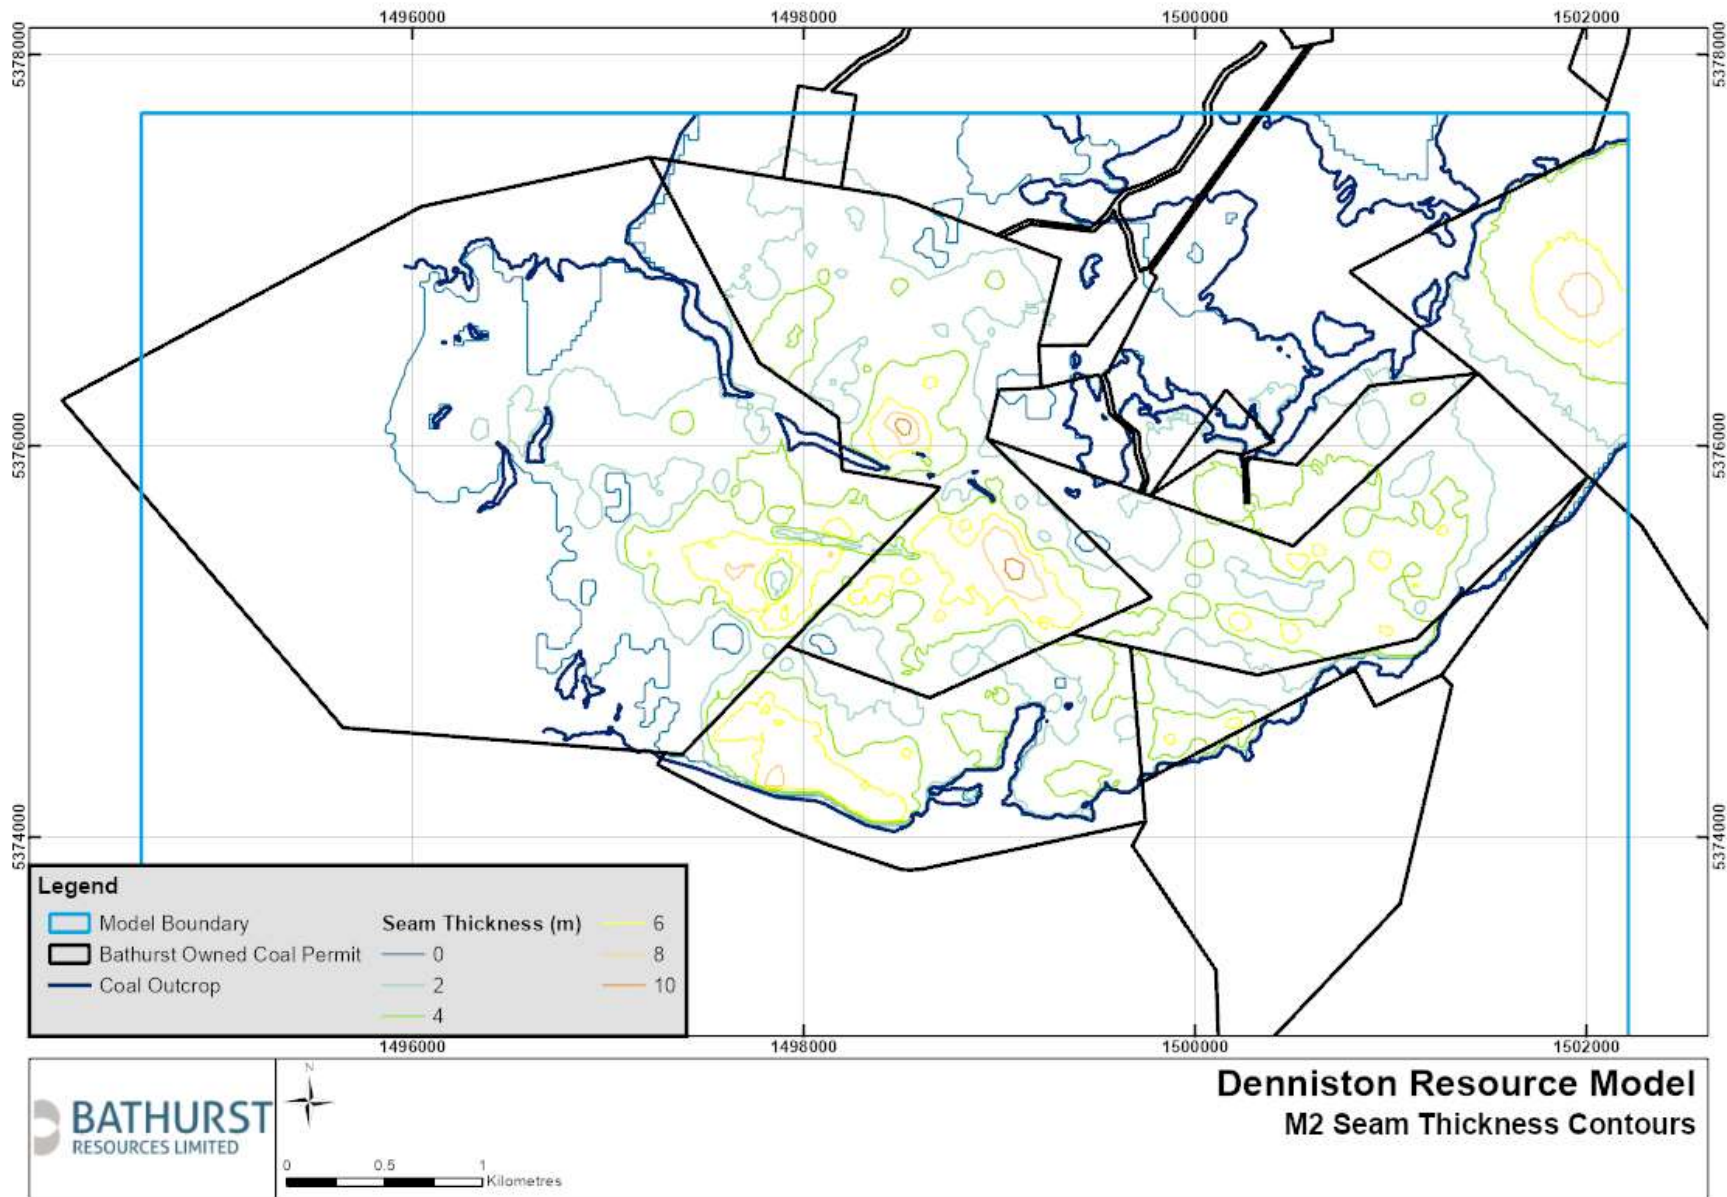 1496000 1498000 1500000 1502000
5378000 5378000
5376000 5376000
5374000 5374000
Legend
Model Boundary
Bathurst Owned Coal Permit
Coal Outcrop
Seam Thickness (m)
0
2
4
6
8
10
1496000 1498000 1500000 1502000
BATHURST
RESOURCES LIMITED
N
0 0.5 1
Kilometres
Denniston Resource Model
M2 Seam Thickness Contours